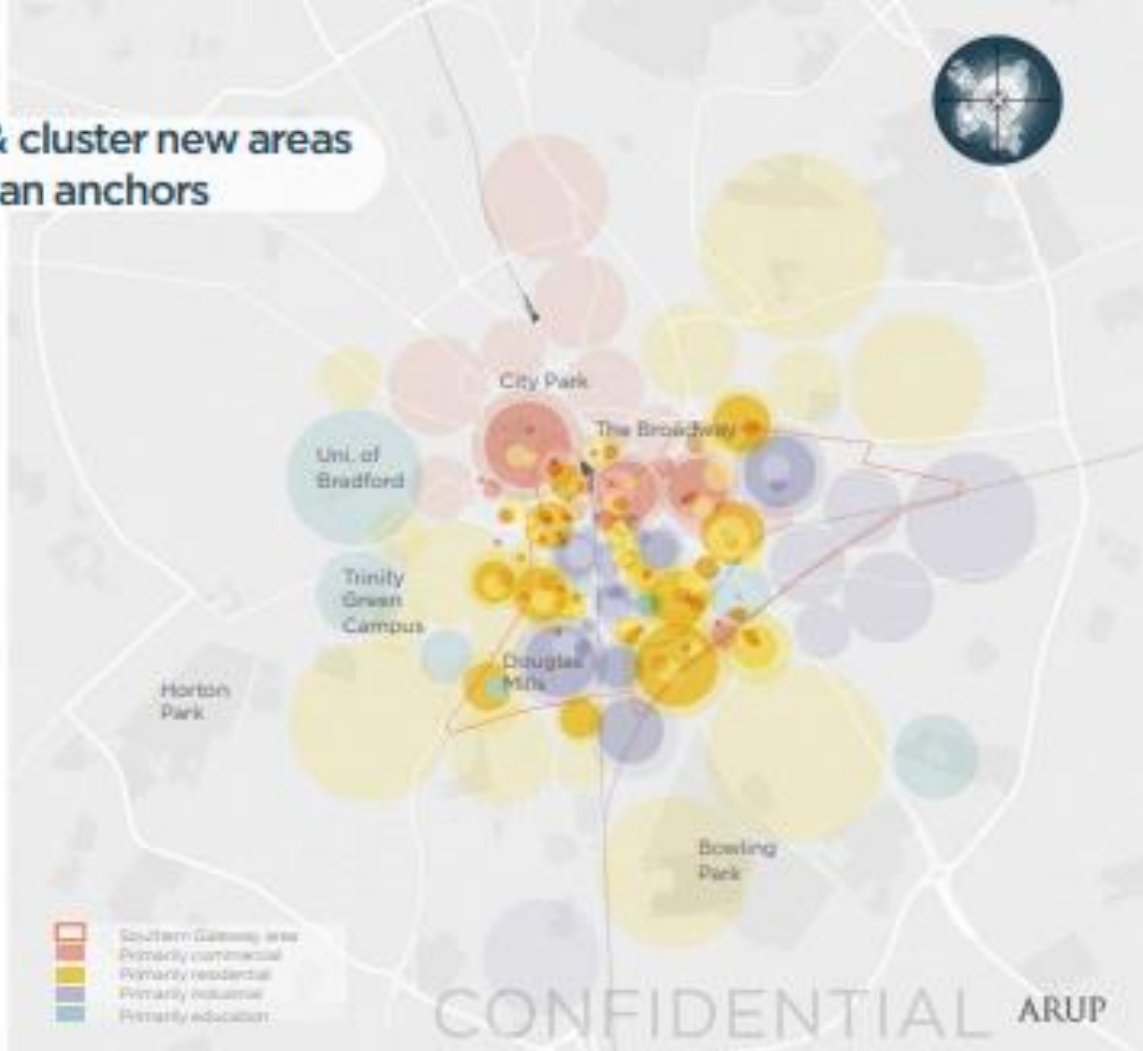 & cluster new areas
an anchors
City Park
The Broadway
Uni. of
Bradford
Trinity
Green
Campus
Douglas
Mills
Horton
Park
Bowling
Park
Southern Gateway area
Primarily commercial
Primarily residential
Primarily industrial
Primarily education
CONFIDENTIAL
ARUP